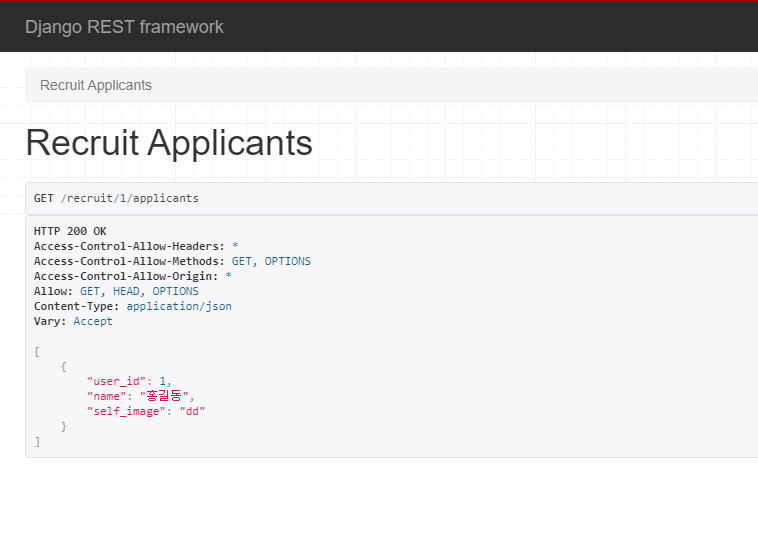 Django REST framework
Recruit Applicants
Recruit Applicants
GET /recruit/1/applicants
HTTP 200 OK
Access-Control-Allow-Headers: *
Access-Control-Allow-Methods: GET, OPTIONS
Access-Control-Allow-Origin: *
Allow: GET, HEAD, OPTIONS
Content-Type: application/json
Vary: Accept
[
    {
        "user_id": 1,
        "name": "홍길동",
        "self_image": "dd"
    }
]